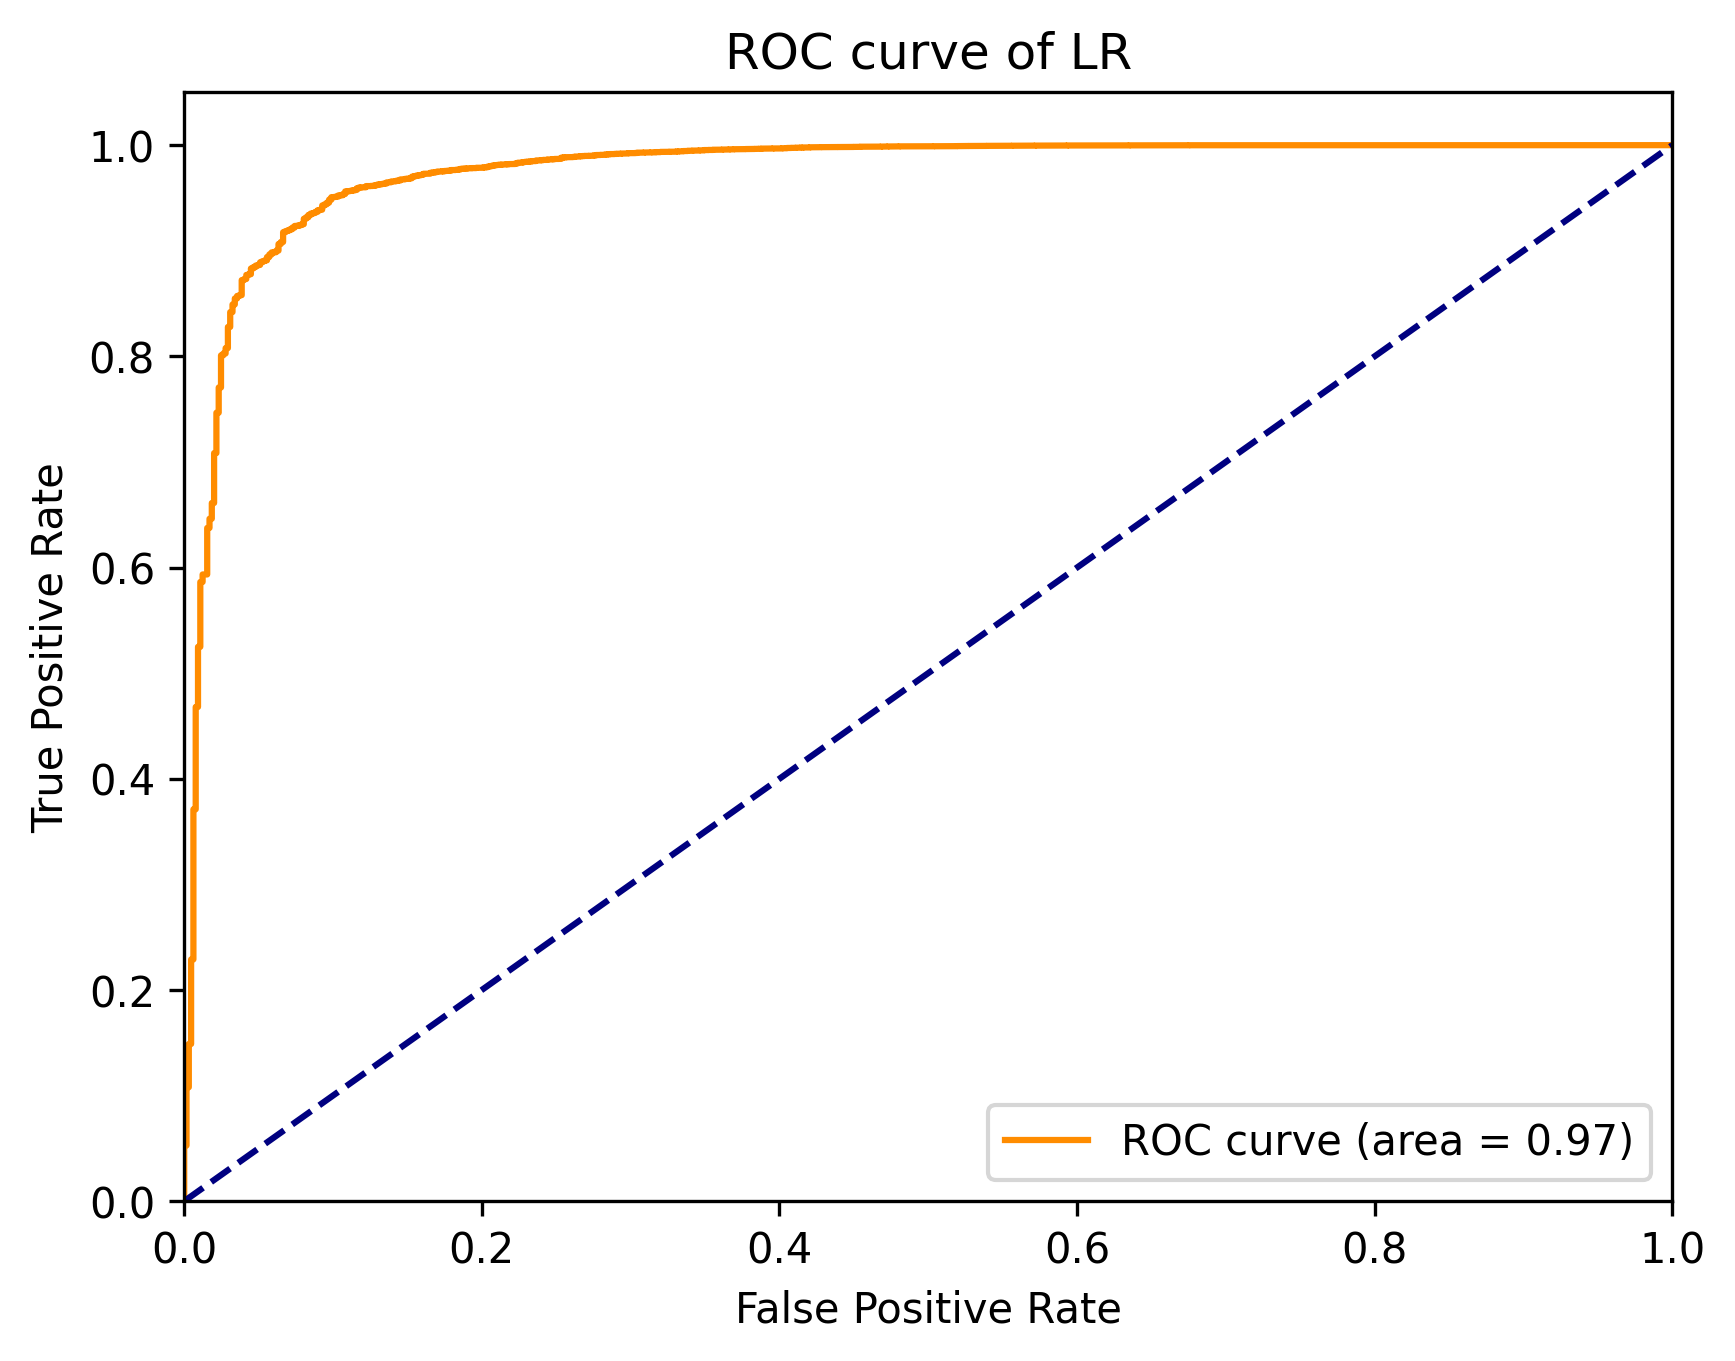 ROC curve of LR
True Positive Rate
1.0
0.8
0.6
0.4
0.2
0.0
ROC curve (area = 0.97)
0.0 0.2 0.4 0.6 0.8 1.0
False Positive Rate